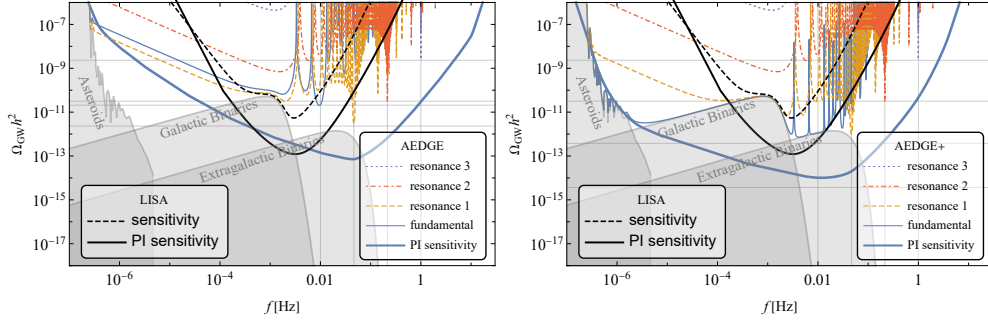 10⁻⁷
10⁻⁹
10⁻¹¹
10⁻¹³
10⁻¹⁵
10⁻¹⁷
Ω_GW h²
Asteroids
Galactic Binaries
Extragalactic Binaries
LISA
sensitivity
PI sensitivity
AEDGE
resonance 3
resonance 2
resonance 1
fundamental
PI sensitivity
10⁻⁶
10⁻⁴
0.01
1
f[Hz]
10⁻⁷
10⁻⁹
10⁻¹¹
10⁻¹³
10⁻¹⁵
10⁻¹⁷
Ω_GW h²
Asteroids
Galactic Binaries
Extragalactic Binaries
LISA
sensitivity
PI sensitivity
AEDGE+
resonance 3
resonance 2
resonance 1
fundamental
PI sensitivity
10⁻⁶
10⁻⁴
0.01
1
f[Hz]